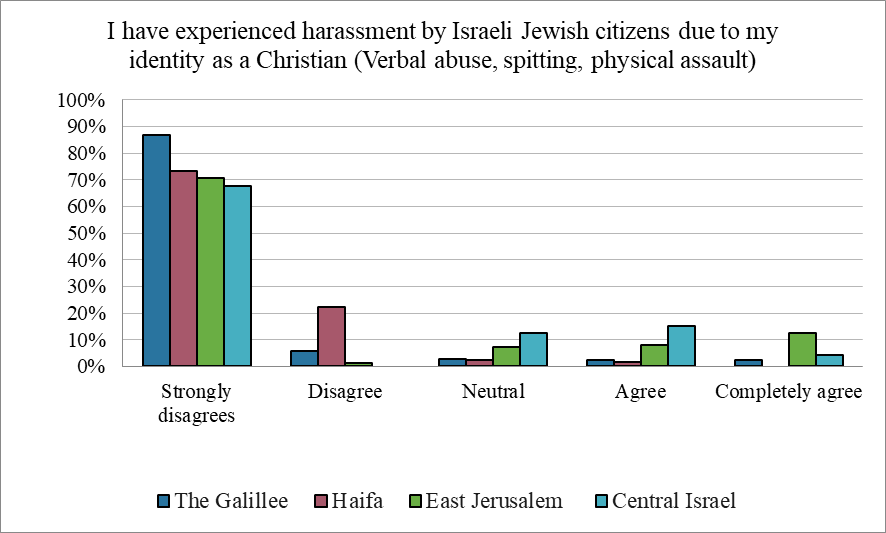 I have experienced harassment by Israeli Jewish citizens due to my
identity as a Christian (Verbal abuse, spitting, physical assault)
100%
90%
80%
70%
60%
50%
40%
30%
20%
10%
0%
Strongly
disagrees
Disagree
Neutral
Agree
Completely agree
The Galillee
Haifa
East Jerusalem
Central Israel